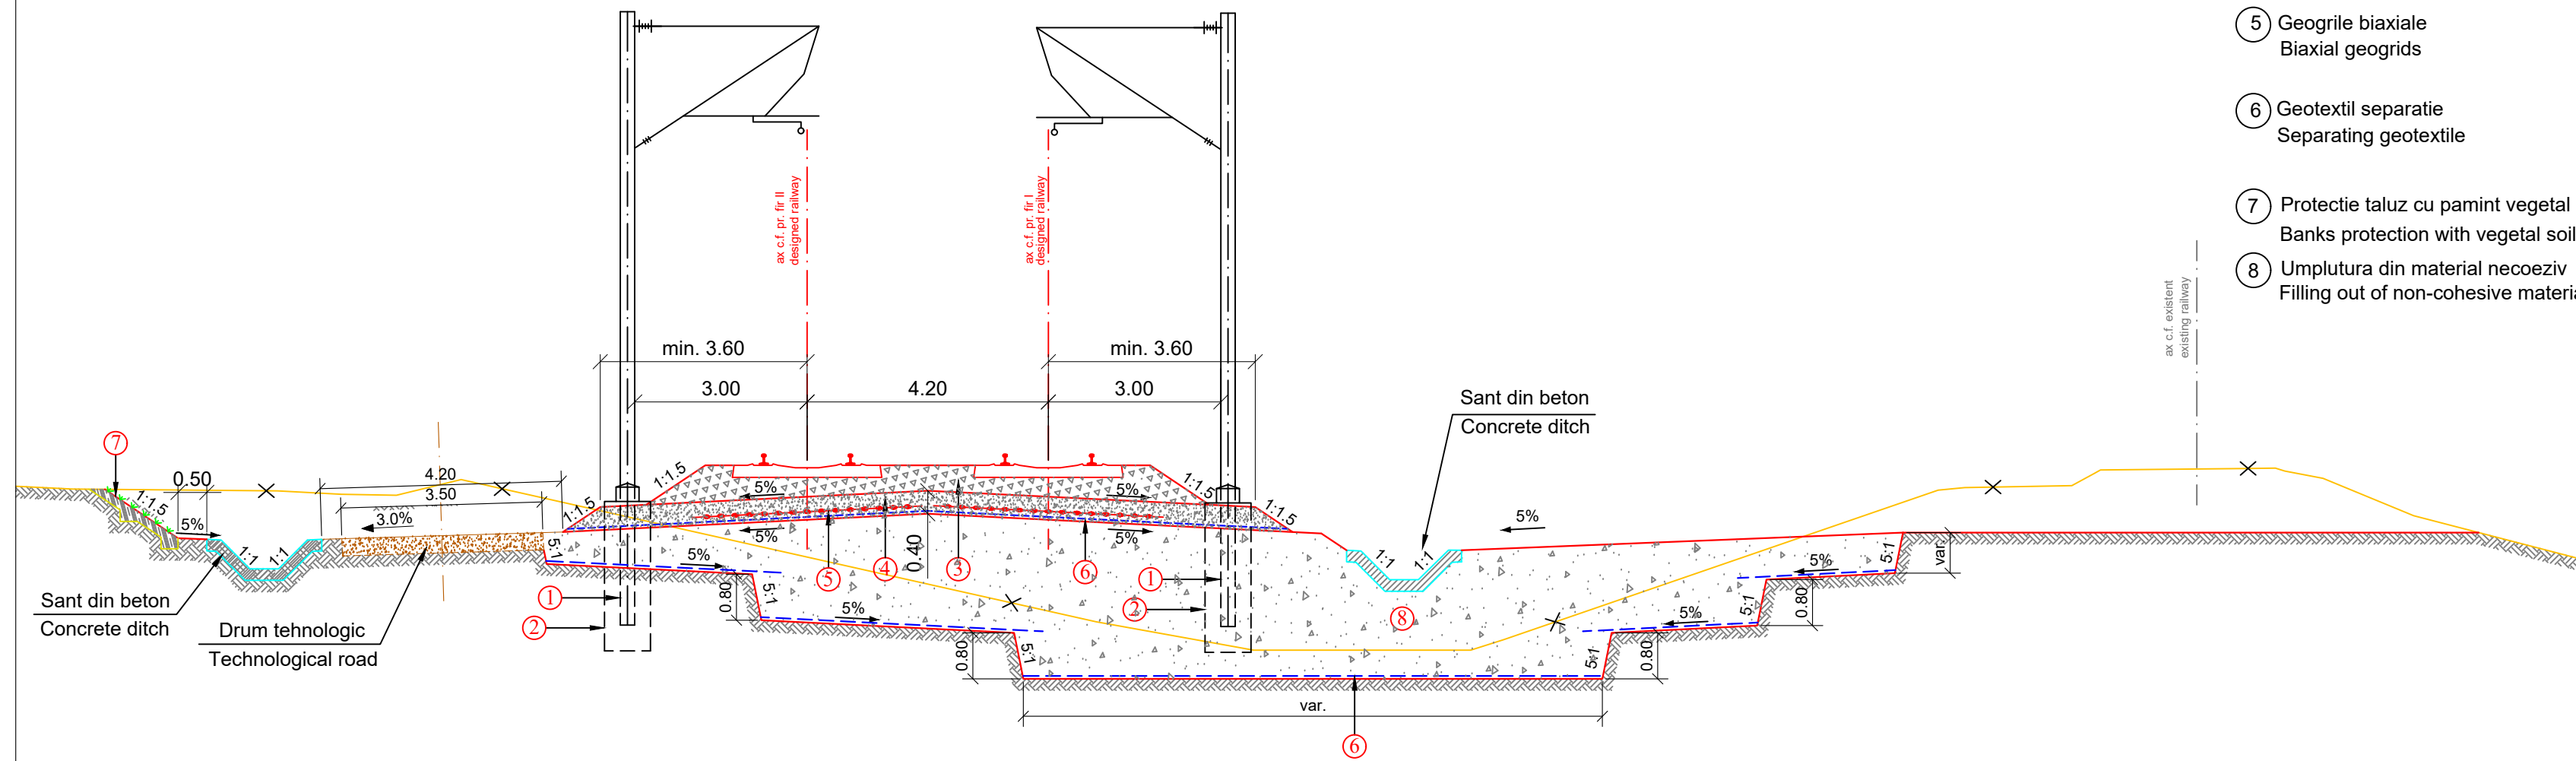 5 Geogrile biaxiale
Biaxial geogrids
6 Geotextil separatie
Separating geotextile
7 Protectie taluz cu pamint vegetal
Banks protection with vegetal soil
8 Umplutura din material necoeziv
Filling out of non-cohesive materia
ax c.f. pr. fir II
designed railway
ax c.f. pr. fir I
designed railway
ax c.f. existent
existing railway
min. 3.60
min. 3.60
3.00
4.20
3.00
Sant din beton
Concrete ditch
7
0.50
4.20
3.50
3.0%
1:1.5
5%
1:1
1:1
1:1.5
1:1.5
5%
5%
1:1.5
1:1.5
5%
5%
0.40
5
4
3
6
1
2
1
2
5:1
5%
0.80
5:1
5%
0.80
5:1
1:1
1:1
5%
8
5:1
var.
5%
0.80
5:1
5%
0.80
5:1
Sant din beton
Concrete ditch
Drum tehnologic
Technological road
var.
6